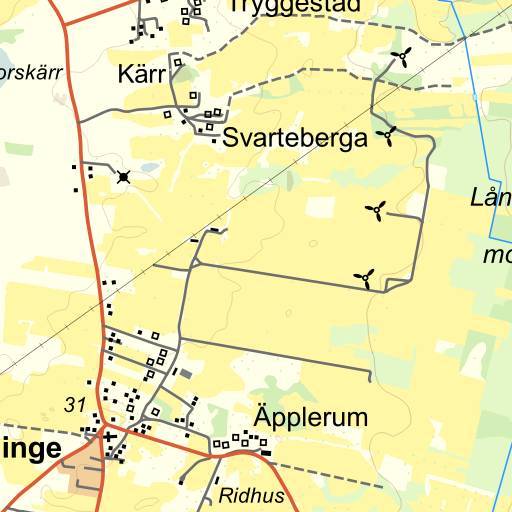 Tryggestad
orskärr
Kärr
Svarteberga
Lån
mo
31
Äpplerum
inge
Ridhus